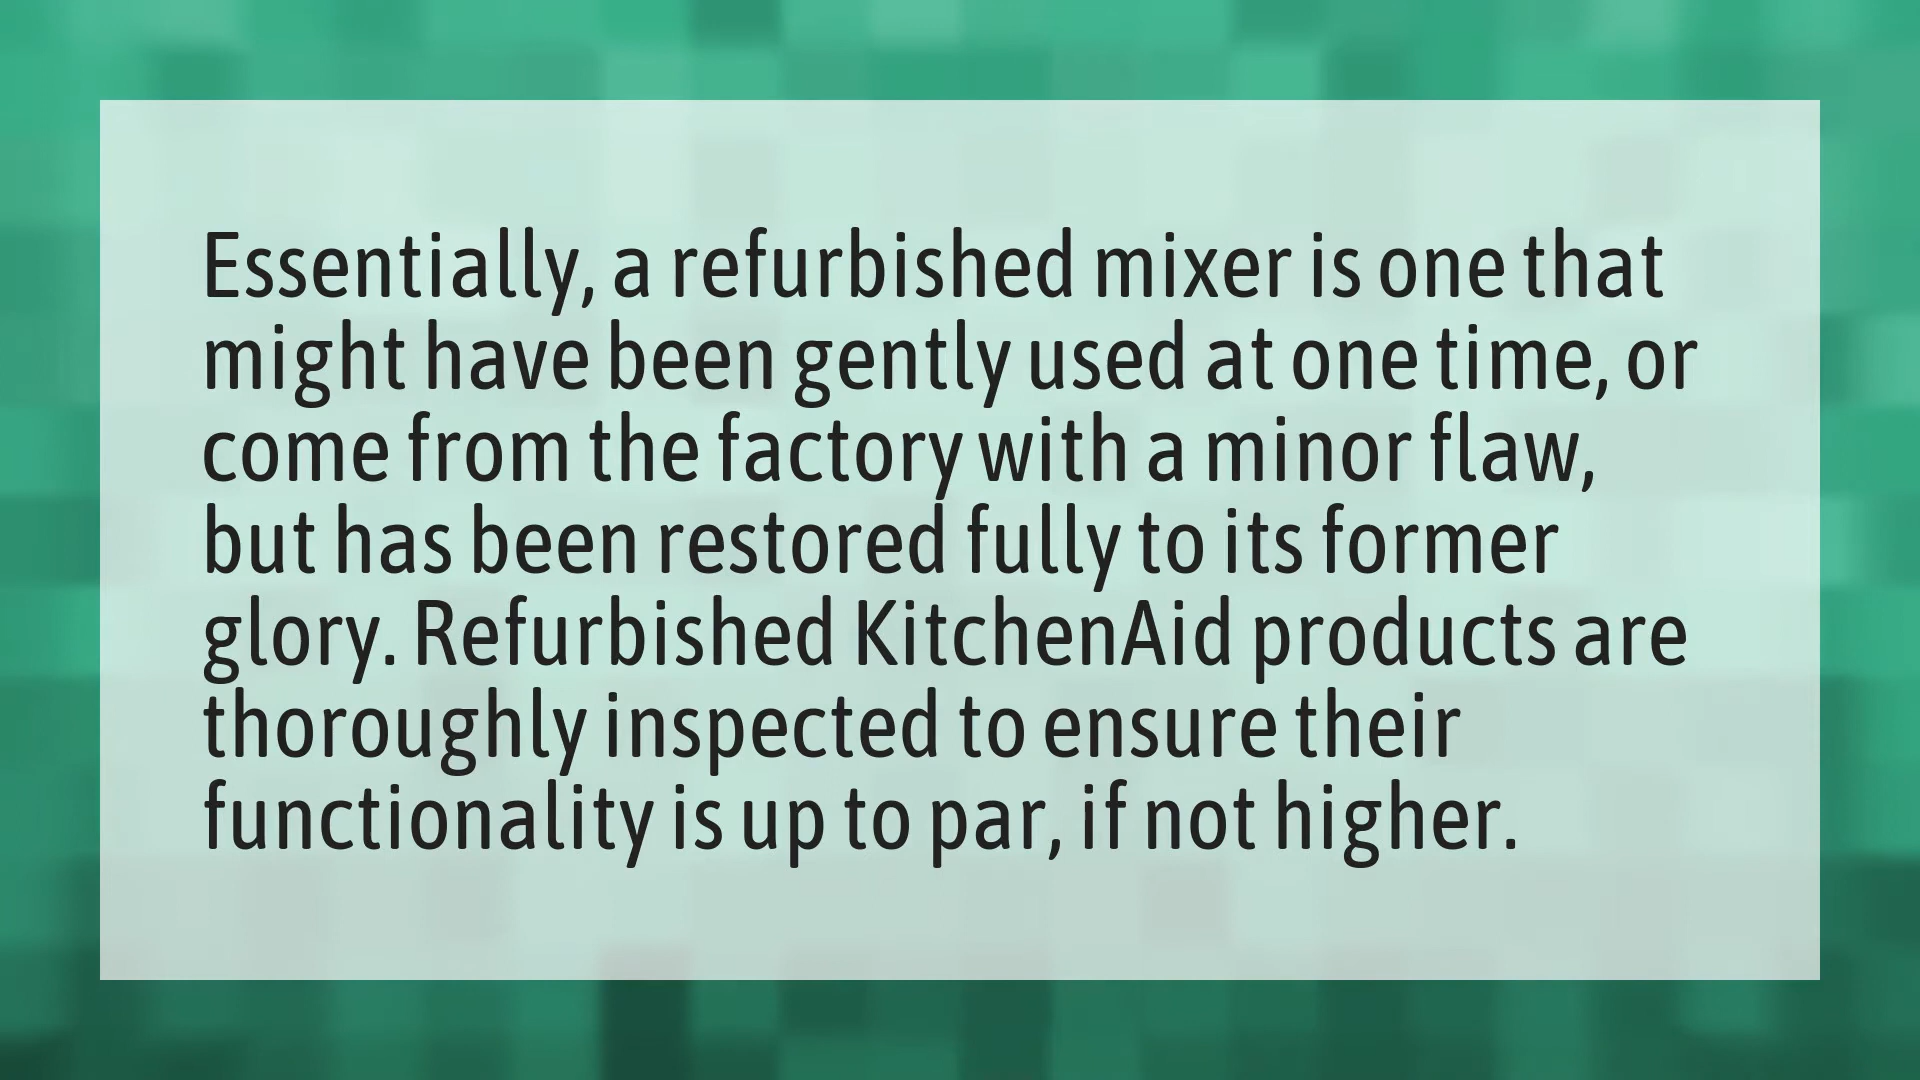 Essentially, a refurbished mixer is one that
might have been gently used at one time, or
come from the factory with a minor flaw,
but has been restored fully to its former
glory. Refurbished KitchenAid products are
thoroughly inspected to ensure their
functionality is up to par, if not higher.